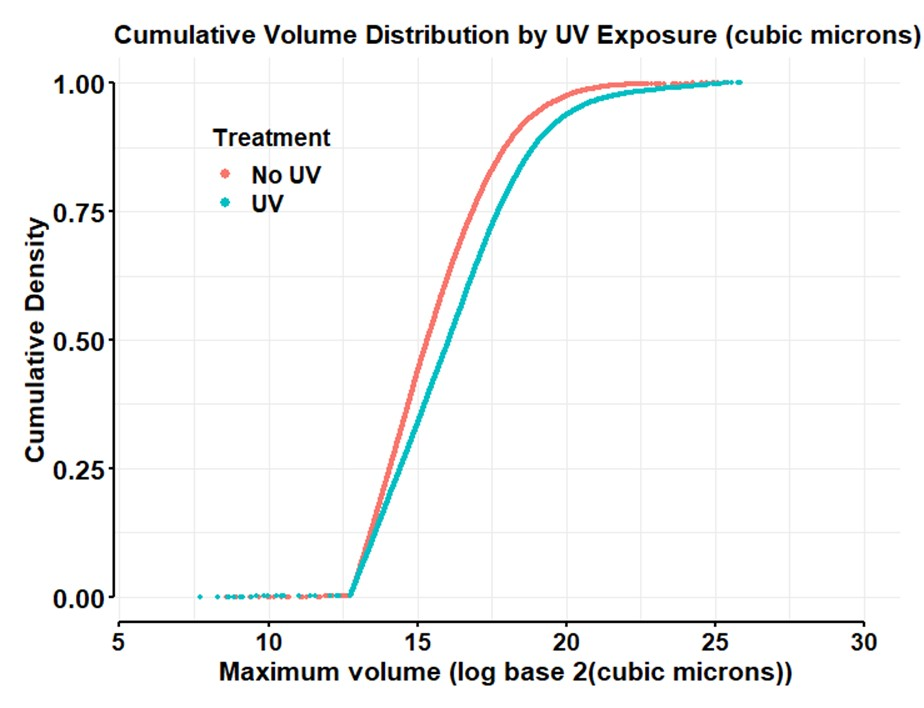 Cumulative Volume Distribution by UV Exposure (cubic microns)
1.00
0.75
0.50
0.25
0.00
Cumulative Density
Treatment
No UV
UV
5 10 15 20 25 30
Maximum volume (log base 2(cubic microns))